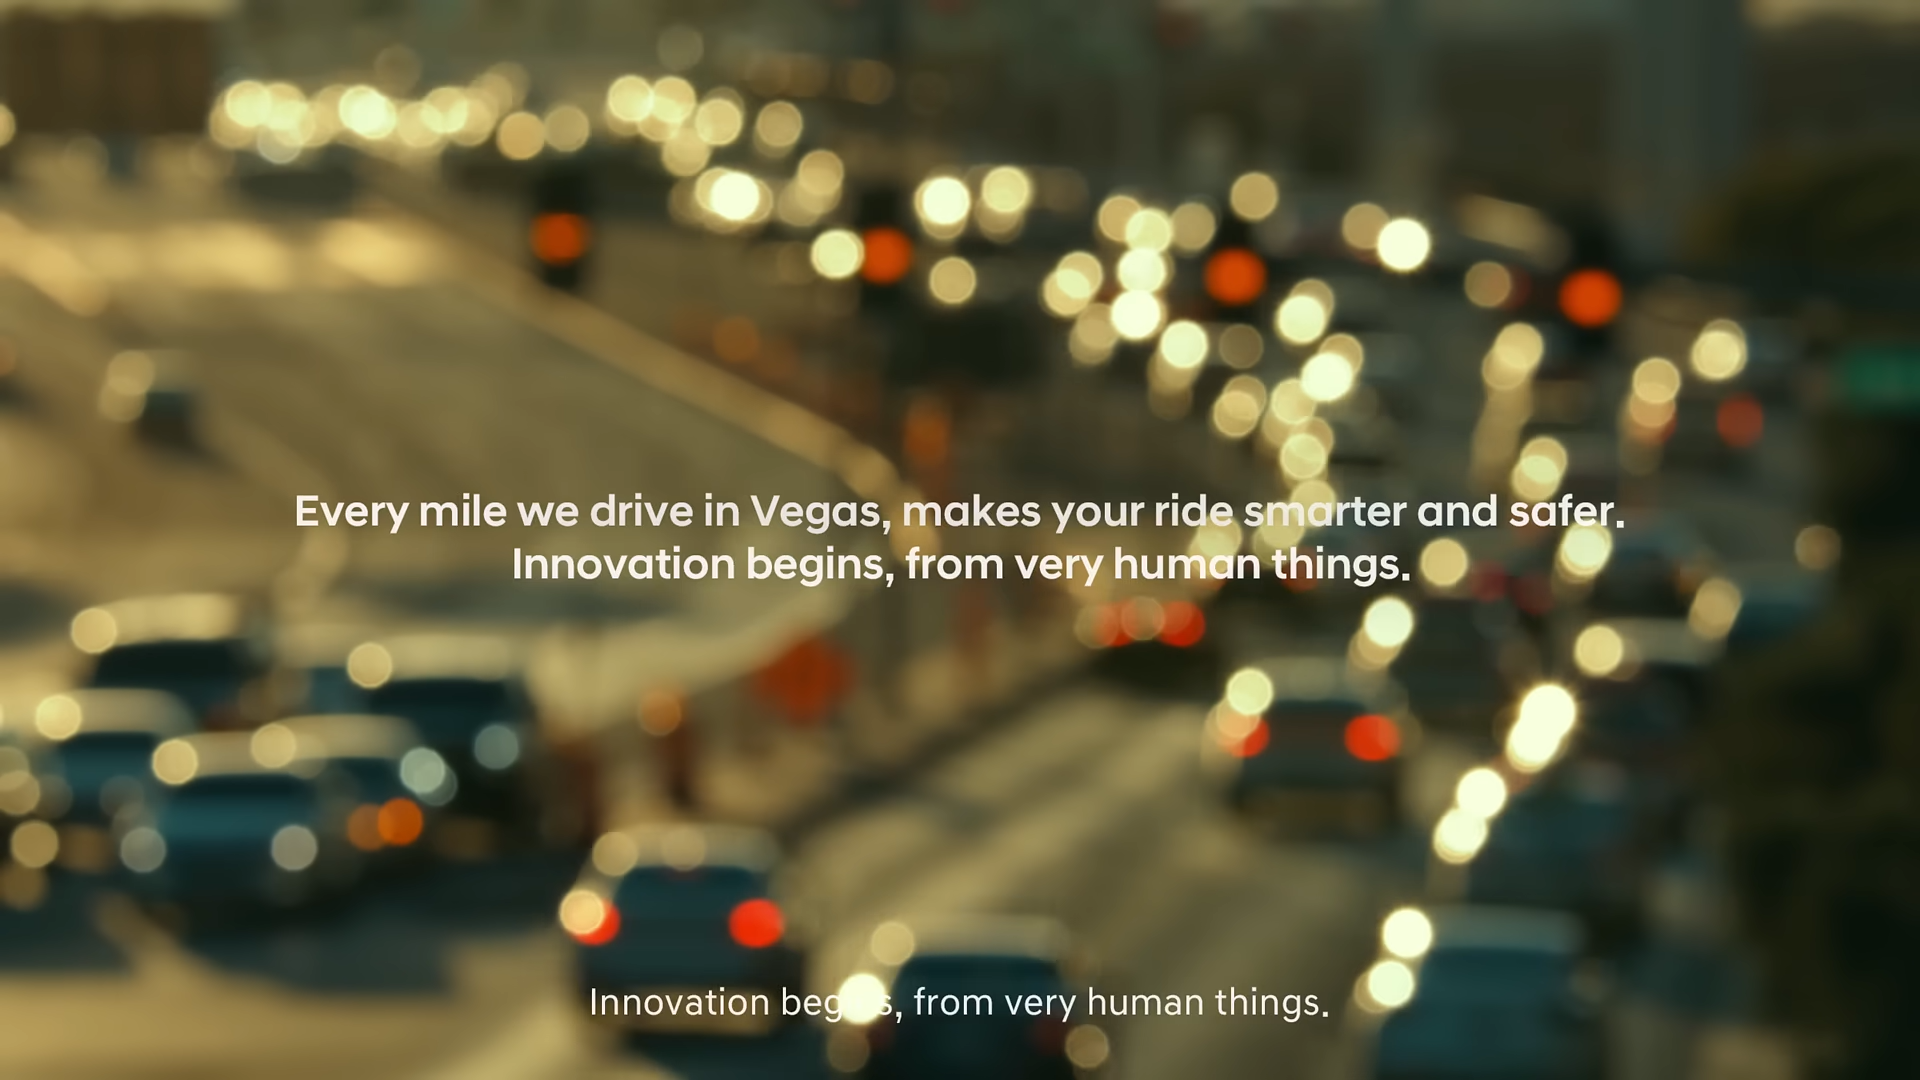 Every mile we drive in Vegas, makes your ride smarter and safer.
Innovation begins, from very human things.
Innovation begins, from very human things.